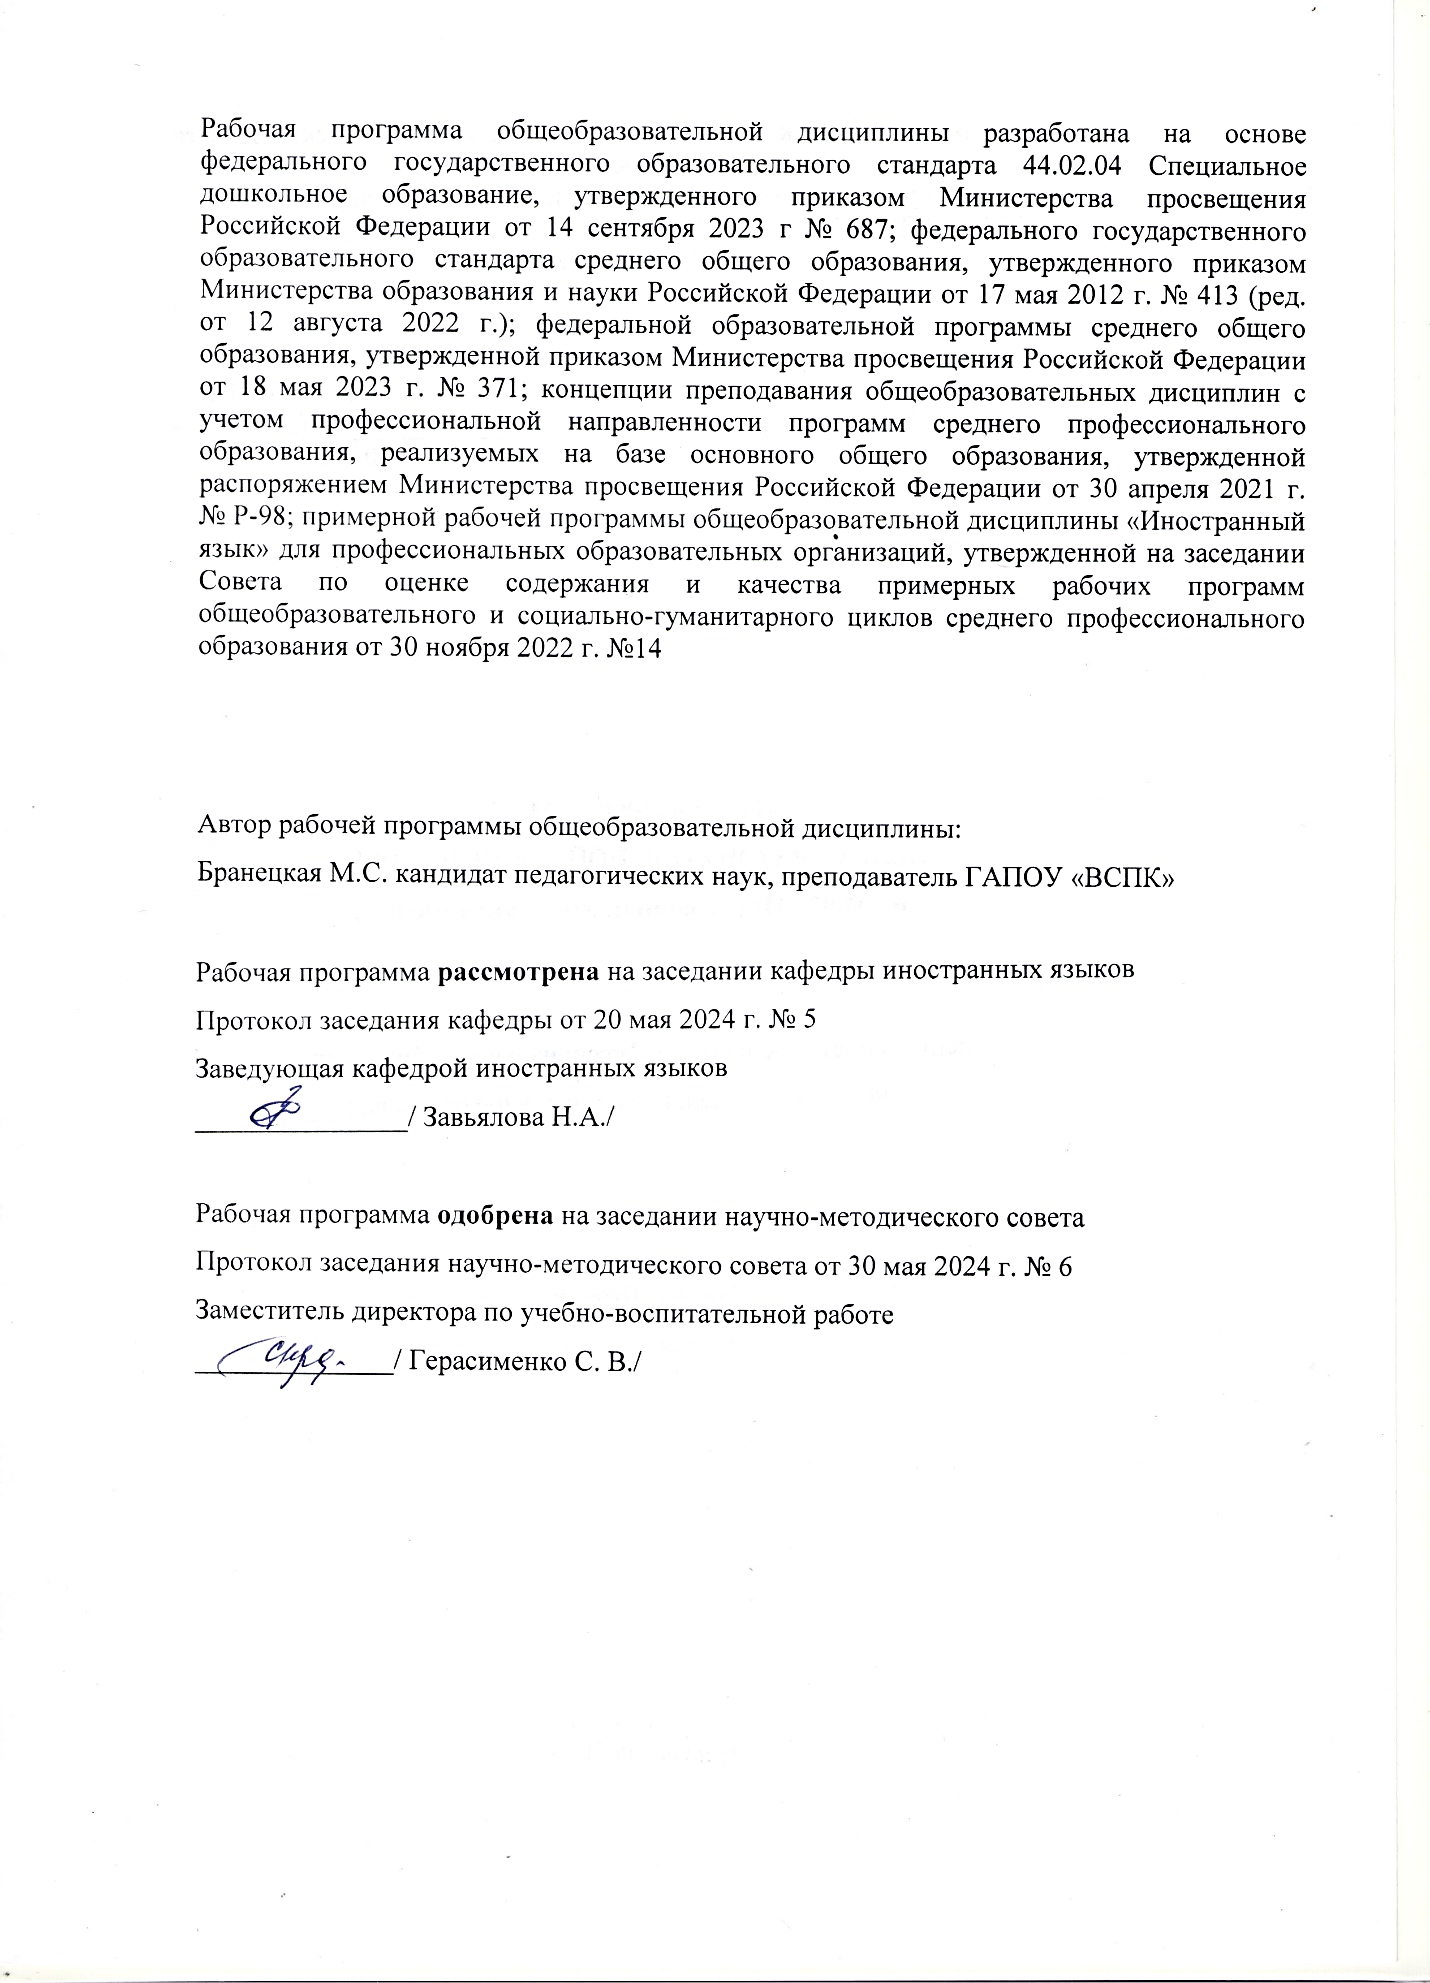 Рабочая программа общеобразовательной дисциплины разработана на основе
федерального государственного образовательного стандарта 44.02.04 Специальное
дошкольное образование, утвержденного приказом Министерства просвещения
Российской Федерации от 14 сентября 2023 г № 687; федерального государственного
образовательного стандарта среднего общего образования, утвержденного приказом
Министерства образования и науки Российской Федерации от 17 мая 2012 г. № 413 (ред.
от 12 августа 2022 г.); федеральной образовательной программы среднего общего
образования, утвержденной приказом Министерства просвещения Российской Федерации
от 18 мая 2023 г. № 371; концепции преподавания общеобразовательных дисциплин с
учетом профессиональной направленности программ среднего профессионального
образования, реализуемых на базе основного общего образования, утвержденной
распоряжением Министерства просвещения Российской Федерации от 30 апреля 2021 г.
№ Р-98; примерной рабочей программы общеобразовательной дисциплины «Иностранный
язык» для профессиональных образовательных организаций, утвержденной на заседании
Совета по оценке содержания и качества примерных рабочих программ
общеобразовательного и социально-гуманитарного циклов среднего профессионального
образования от 30 ноября 2022 г. №14
Автор рабочей программы общеобразовательной дисциплины:
Бранецкая М.С. кандидат педагогических наук, преподаватель ГАПОУ «ВСПК»
Рабочая программа рассмотрена на заседании кафедры иностранных языков
Протокол заседания кафедры от 20 мая 2024 г. № 5
Заведующая кафедрой иностранных языков
/ Завьялова Н.А./
Рабочая программа одобрена на заседании научно-методического совета
Протокол заседания научно-методического совета от 30 мая 2024 г. № 6
Заместитель директора по учебно-воспитательной работе
/ Герасименко С. В./